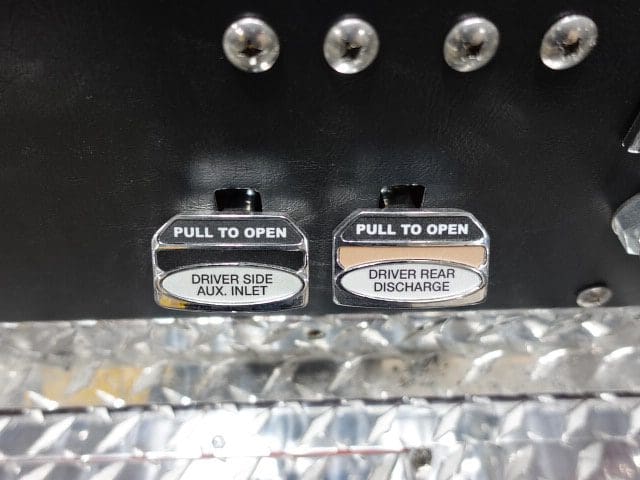 PULL TO OPEN
DRIVER SIDE
AUX. INLET
PULL TO OPEN
DRIVER REAR
DISCHARGE